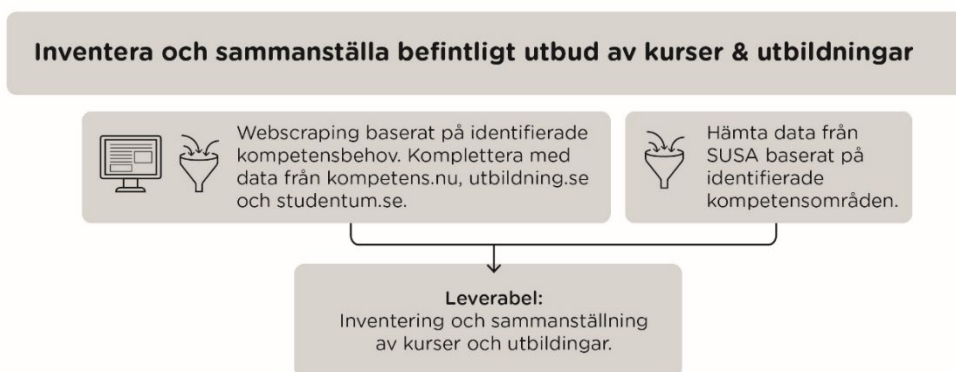 Inventera och sammanställa befintligt utbud av kurser & utbildningar
Webscraping baserat på identifierade
kompetensbehov. Komplettera med
data från kompetens.nu, utbildning.se
och studentum.se.
Hämta data från
SUSA baserat på
identifierade
kompetensområden.
Leverabel:
Inventering och sammanställning
av kurser och utbildingar.